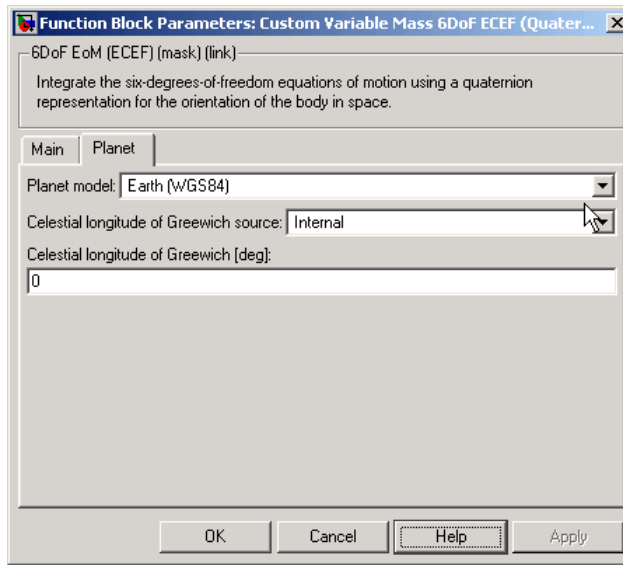 Function Block Parameters: Custom Variable Mass 6DoF ECEF (Quater...
6DoF EoM (ECEF) (mask) (link)
Integrate the six-degrees-of-freedom equations of motion using a quaternion
representation for the orientation of the body in space.
Main Planet
Planet model: Earth (WGS84)
Celestial longitude of Greewich source: Internal
Celestial longitude of Greewich [deg]:
0
OK Cancel Help Apply